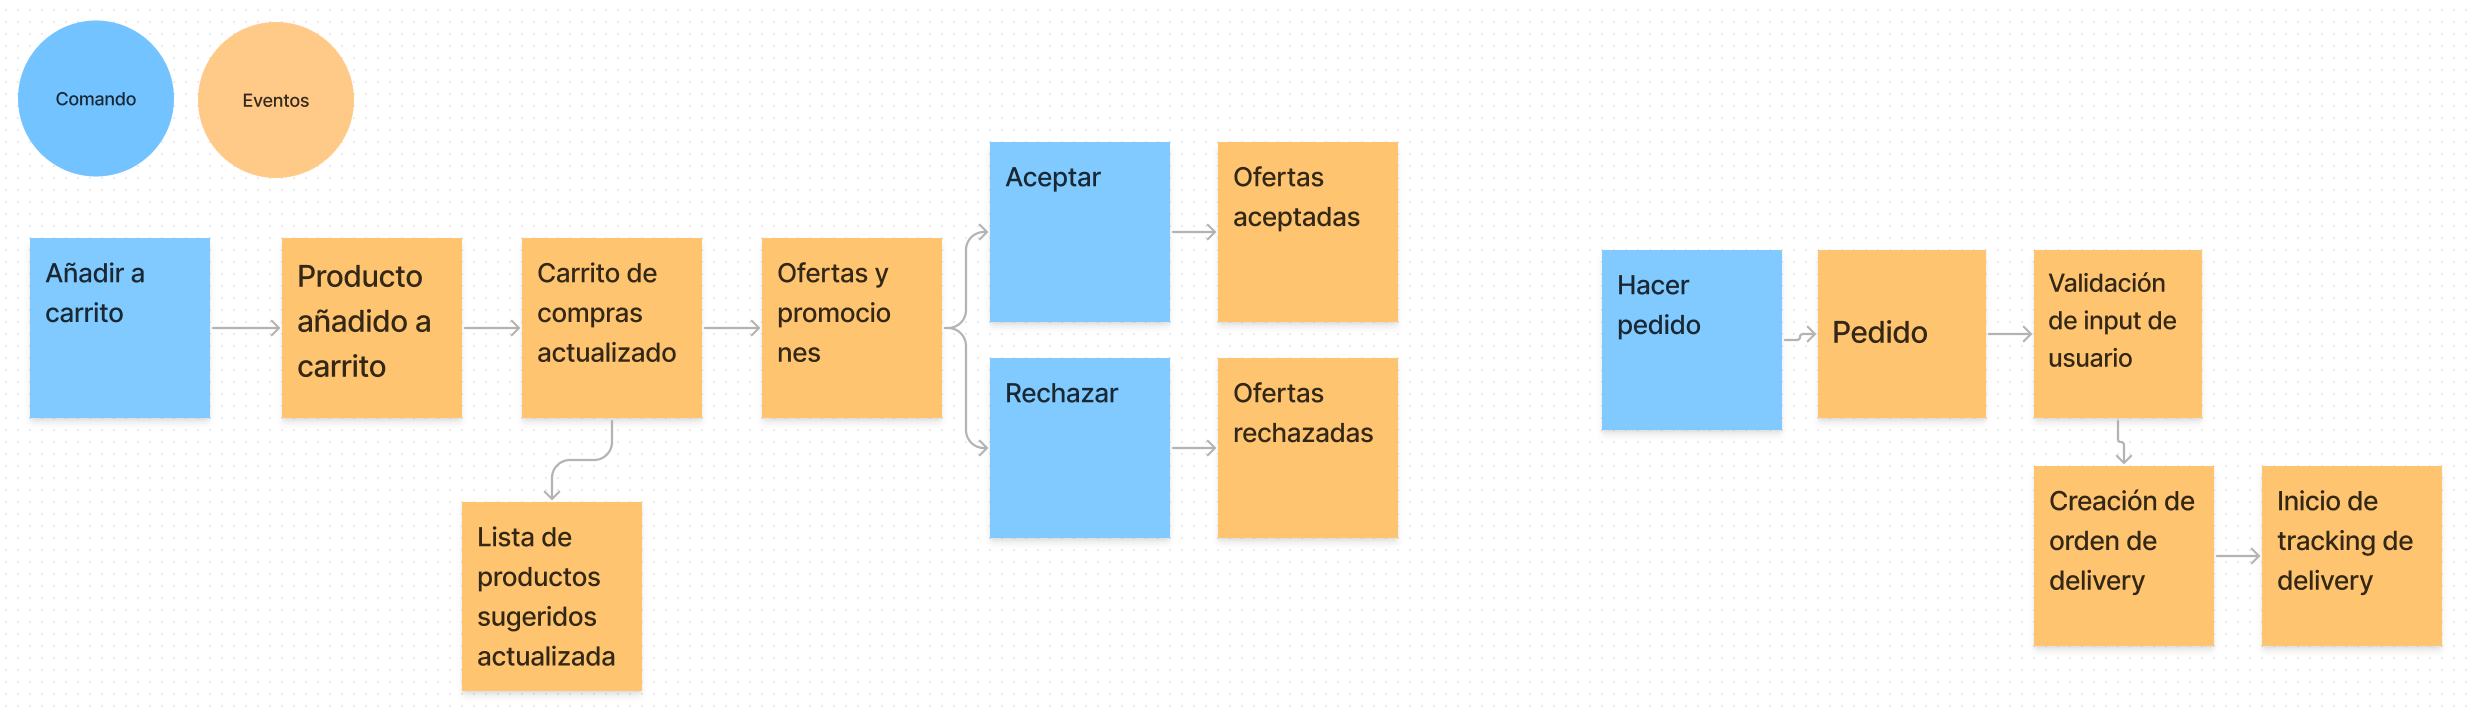 Comando
Eventos
Añadir a
carrito
Producto
añadido a
carrito
Carrito de
compras
actualizado
Ofertas y
promocio
nes
Aceptar
Ofertas
aceptadas
Rechazar
Ofertas
rechazadas
Lista de
productos
sugeridos
actualizada
Hacer
pedido
Pedido
Validación
de input de
usuario
Creación de
orden de
delivery
Inicio de
tracking de
delivery